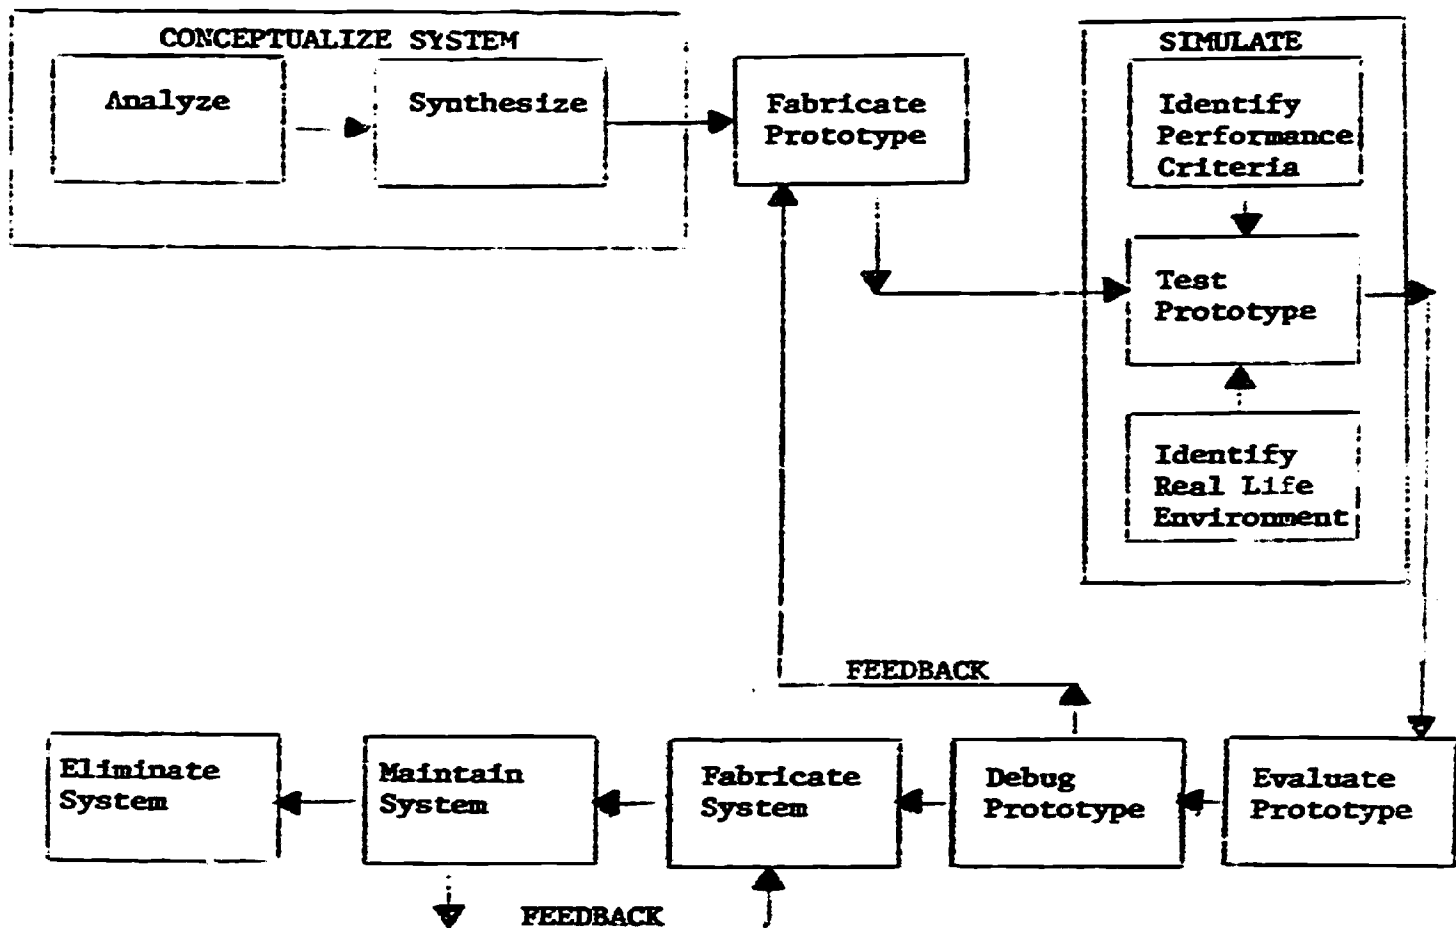 CONCEPTUALIZE SYSTEM
Analyze
Synthesize
Fabricate
Prototype
SIMULATE
Identify
Performance
Criteria
Test
Prototype
Identify
Real Life
Environment
FEEDBACK
Eliminate
System
Maintain
System
Fabricate
System
Debug
Prototype
Evaluate
Prototype
FEEDBACK